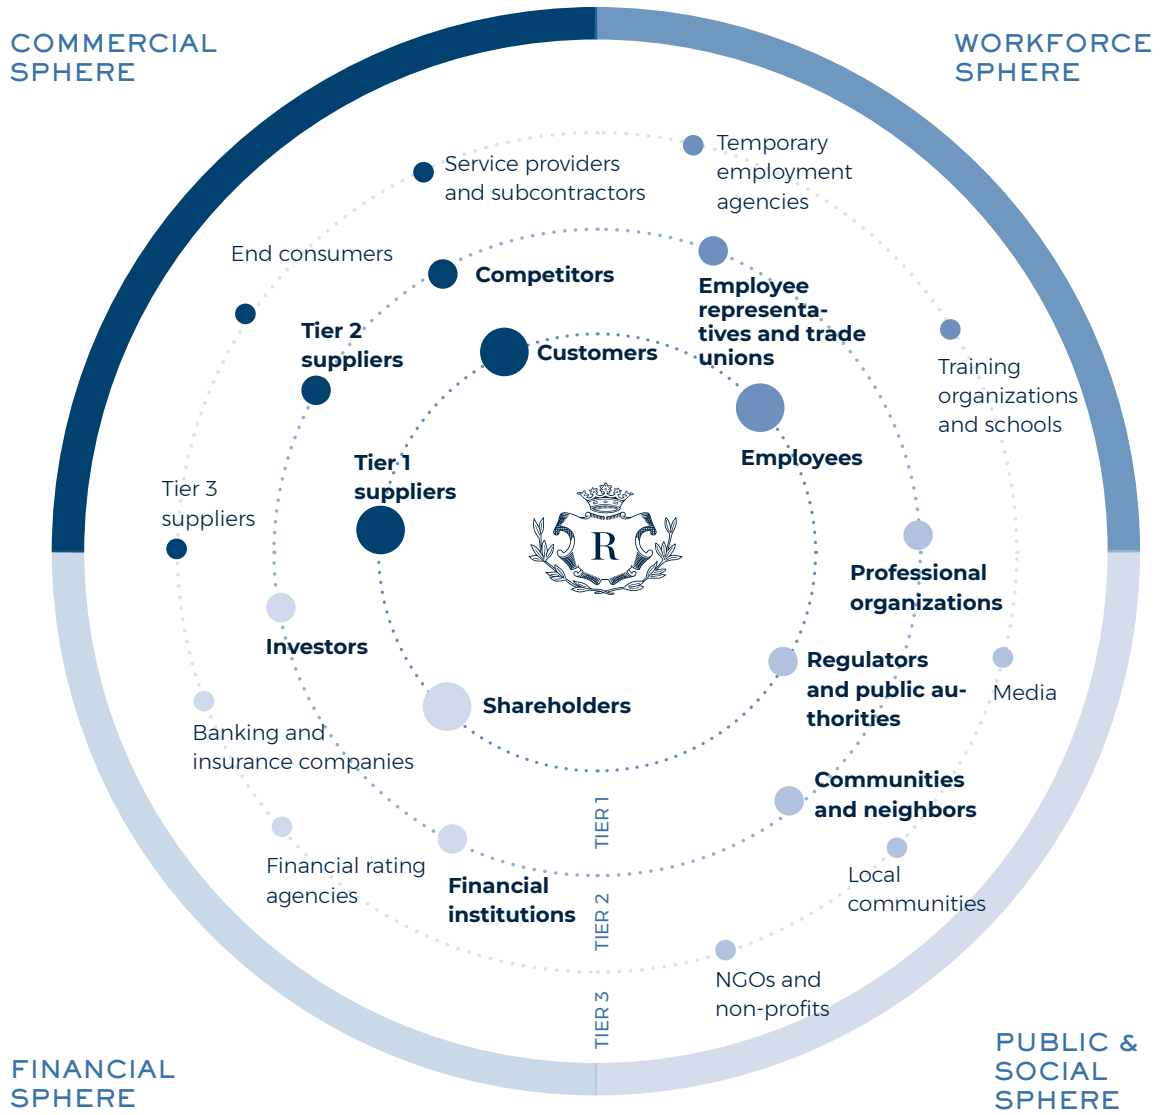 COMMERCIAL
SPHERE
WORKFORCE
SPHERE
Temporary
employment
agencies
Service providers
and subcontractors
End consumers
Competitors
Employee
representa-
tives and trade
unions
Tier 2
suppliers
Customers
Training
organizations
and schools
Employees
Tier 1
suppliers
Tier 3
suppliers
R
Professional
organizations
Investors
Regulators
and public au-
thorities
Media
Shareholders
Banking and
insurance companies
Communities
and neighbors
TIER 1
Financial rating
agencies
Local
communities
Financial
institutions
TIER 2
NGOs and
non-profits
TIER 3
FINANCIAL
SPHERE
PUBLIC &
SOCIAL
SPHERE